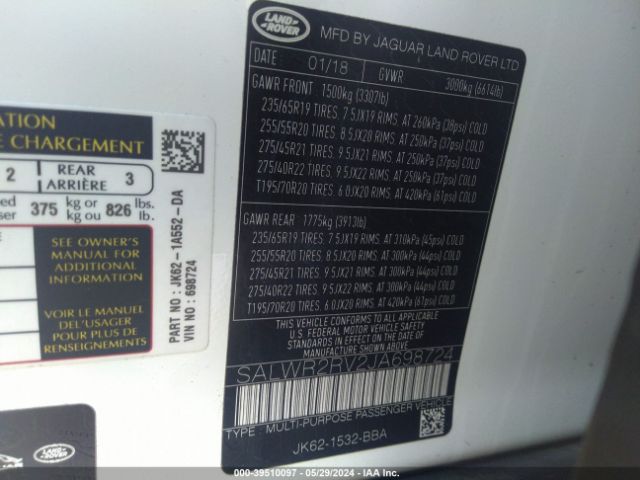 LAND ROVER
MFD BY JAGUAR LAND ROVER LTD
DATE 01/18 GVWR 3000kg (6614lb)
GAWR FRONT 1500kg (3307lb)
235/65R19 TIRES. 7.5JX19 RIMS. AT 260kPa (38psi) COLD
255/55R20 TIRES. 8.5JX20 RIMS. AT 250kPa (37psi) COLD
275/45R21 TIRES. 9.5JX21 RIMS. AT 250kPa (37psi) COLD
275/40R22 TIRES. 9.5JX22 RIMS. AT 250kPa (37psi) COLD
T195/70R20 TIRES. 6.0JX20 RIMS. AT 420kPa (61psi) COLD
GAWR REAR 1775kg (3913lb)
235/65R19 TIRES. 7.5JX19 RIMS. AT 310kPa (45psi) COLD
255/55R20 TIRES. 8.5JX20 RIMS. AT 300kPa (44psi) COLD
275/45R21 TIRES. 9.5JX21 RIMS. AT 300kPa (44psi) COLD
275/40R22 TIRES. 9.5JX22 RIMS. AT 300kPa (44psi) COLD
T195/70R20 TIRES. 6.0JX20 RIMS. AT 420kPa (61psi) COLD
THIS VEHICLE CONFORMS TO ALL APPLICABLE
U.S. FEDERAL MOTOR VEHICLE SAFETY STANDARDS
IN EFFECT ON THE DATE OF
MANUFACTURE SHOWN ABOVE
SALWR2RV2JA698724
TYPE: MULTI-PURPOSE PASSENGER VEHICLE
JK62-1532-BBA
ATION
E CHARGEMENT
2 REAR ARRIÈRE 3
375 kg or kg ou 826 lbs. lb.
SEE OWNER'S
MANUAL FOR
ADDITIONAL
INFORMATION
VOIR LE MANUEL
DE L'USAGER
POUR PLUS DE
RENSEIGNEMENTS
PART NO : JK62-1A552-DA
VIN NO : 698724
000-39510097 - 05/29/2024 - IAA Inc.